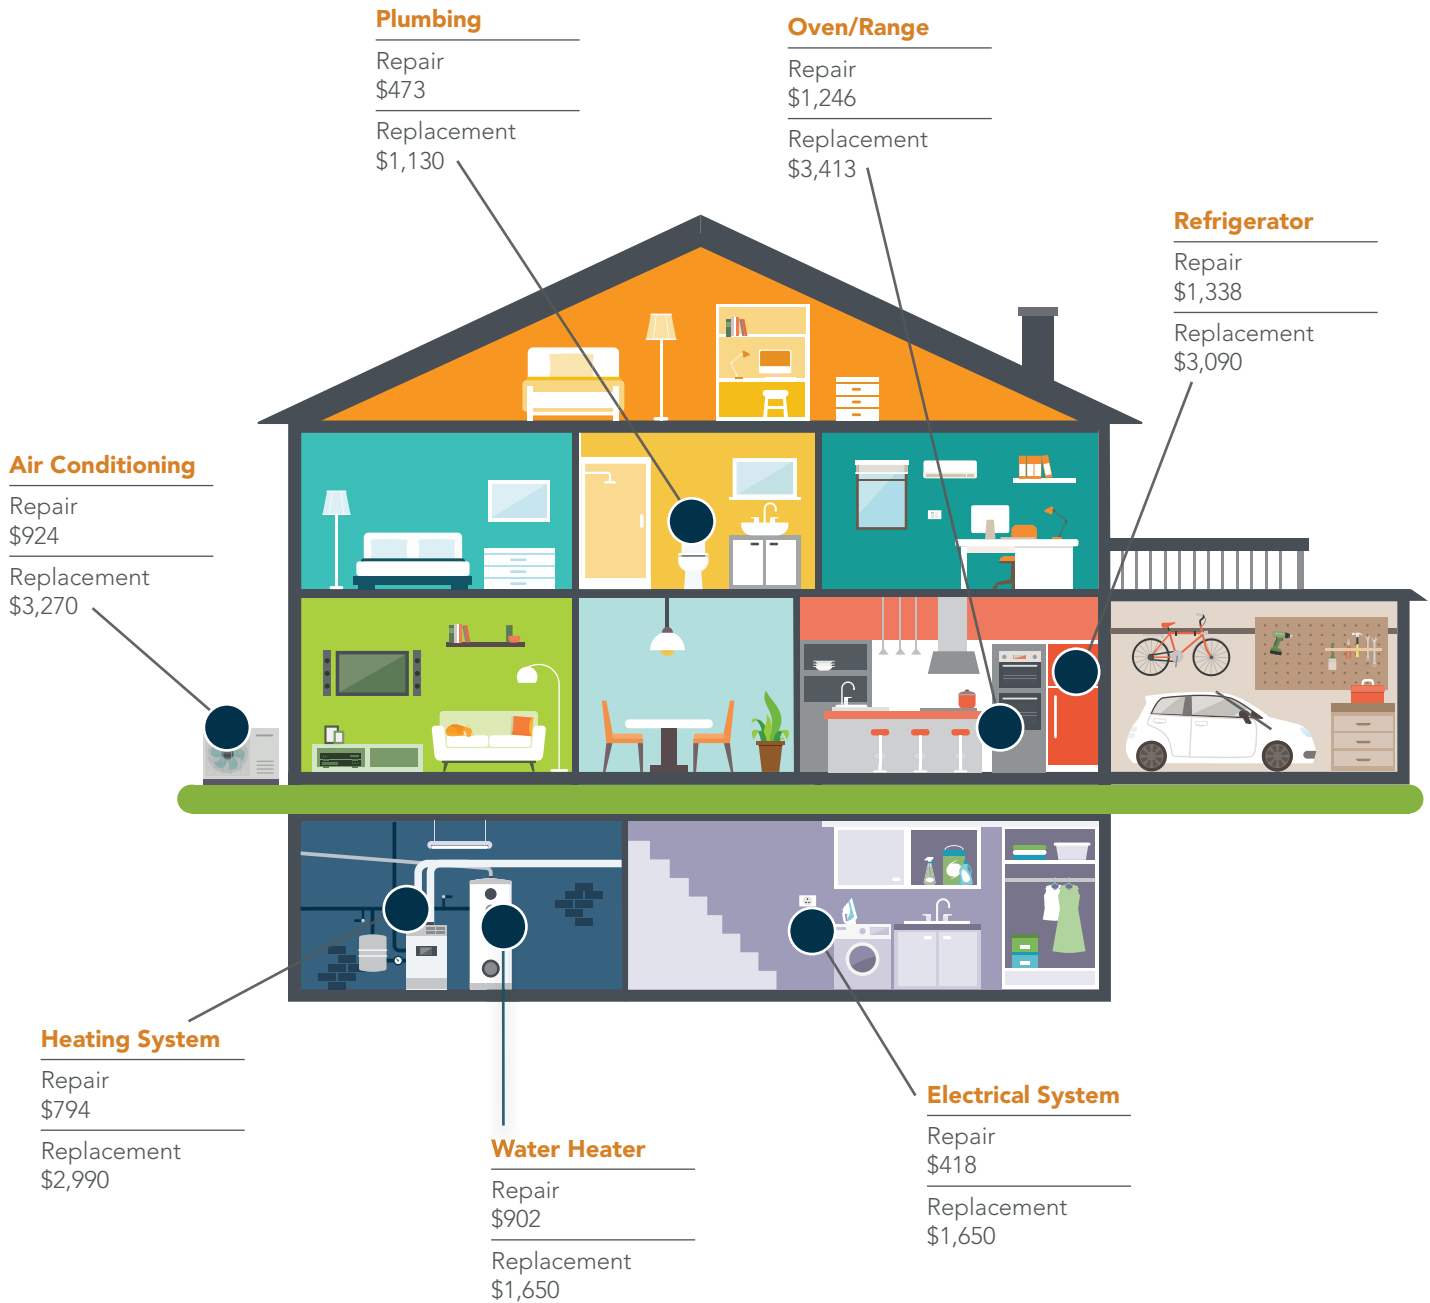 Plumbing
Repair
$473
Replacement
$1,130
Oven/Range
Repair
$1,246
Replacement
$3,413
Refrigerator
Repair
$1,338
Replacement
$3,090
Air Conditioning
Repair
$924
Replacement
$3,270
Heating System
Repair
$794
Replacement
$2,990
Water Heater
Repair
$902
Replacement
$1,650
Electrical System
Repair
$418
Replacement
$1,650